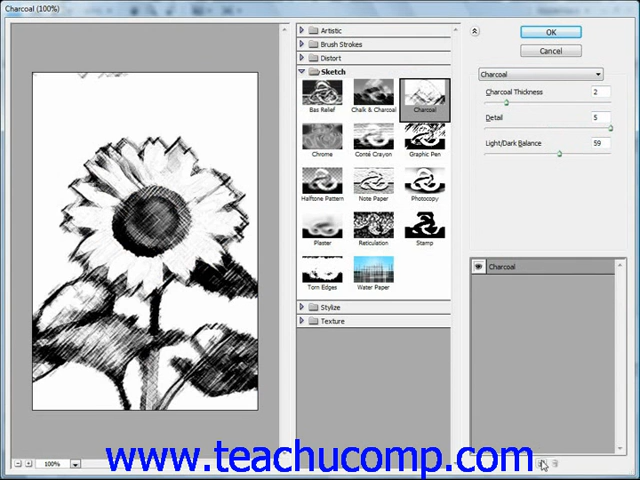 Charcoal (100%)
Artistic
Brush Strokes
Distort
Sketch
Bas Relief
Chalk & Charcoal
Charcoal
Chrome
Conté Crayon
Graphic Pen
Halftone Pattern
Note Paper
Photocopy
Plaster
Reticulation
Stamp
Torn Edges
Water Paper
Stylize
Texture
OK
Cancel
Charcoal
Charcoal Thickness 2
Detail 5
Light/Dark Balance 59
Charcoal
100%
www.teachucomp.com